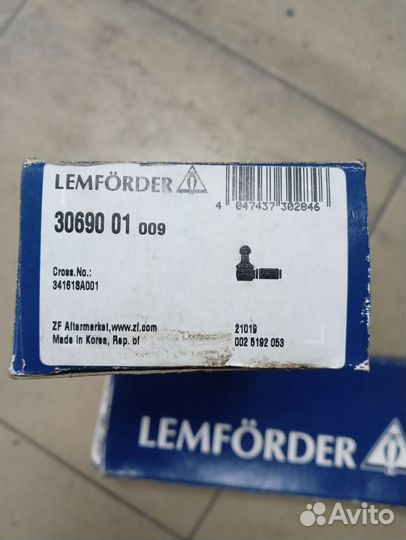 LEMFÖRDER
4 047437 302846
30690 01 009
Cross.No.:
341618A001
ZF Aftermarket,www.zf.com
Made in Korea, Rep. of
21019
002 5192 053
LEMFÖRDER
Avito